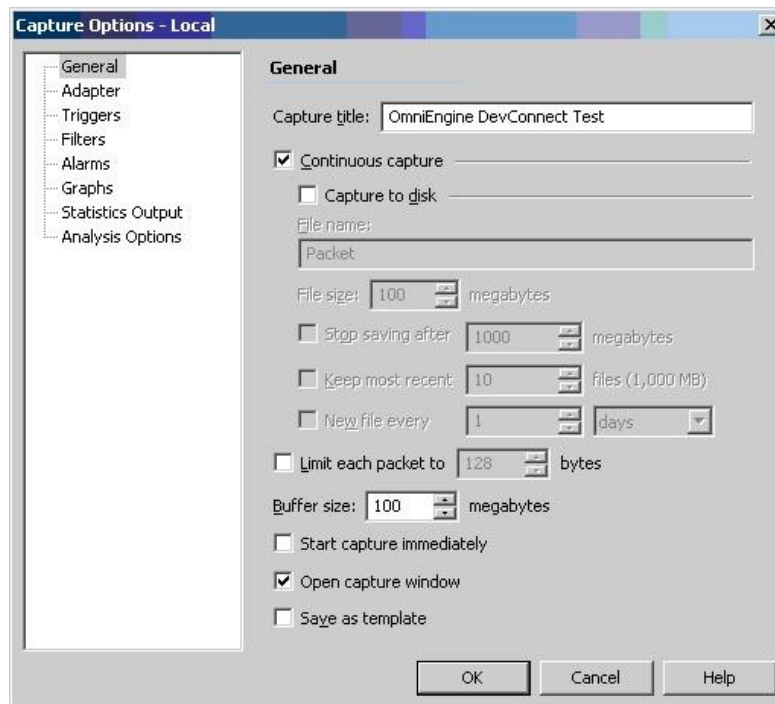 Capture Options - Local
General
Adapter
Triggers
Filters
Alarms
Graphs
Statistics Output
Analysis Options
General
Capture title: OmniEngine DevConnect Test
Continuous capture
Capture to disk
File name:
Packet
File size: 100 megabytes
Stop saving after 1000 megabytes
Keep most recent 10 files (1,000 MB)
New file every 1 days
Limit each packet to 128 bytes
Buffer size: 100 megabytes
Start capture immediately
Open capture window
Save as template
OK Cancel Help